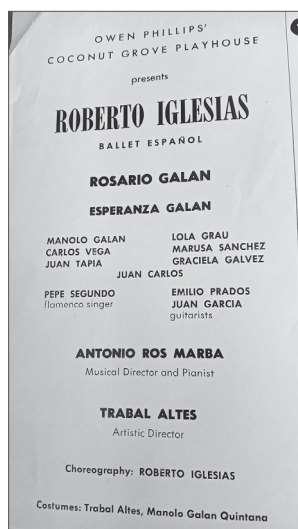 OWEN PHILLIPS'
COCONUT GROVE PLAYHOUSE
presents
ROBERTO IGLESIAS
BALLET ESPAÑOL
ROSARIO GALAN
ESPERANZA GALAN
MANOLO GALAN LOLA GRAU
CARLOS VEGA MARUSA SANCHEZ
JUAN TAPIA GRACIELA GALVEZ
JUAN CARLOS
PEPE SEGUNDO EMILIO PRADOS
flamenco singer JUAN GARCIA
guitarists
ANTONIO ROS MARBA
Musical Director and Pianist
TRABAL ALTES
Artistic Director
Choreography: ROBERTO IGLESIAS
Costumes: Trabal Altes, Manolo Galan Quintana